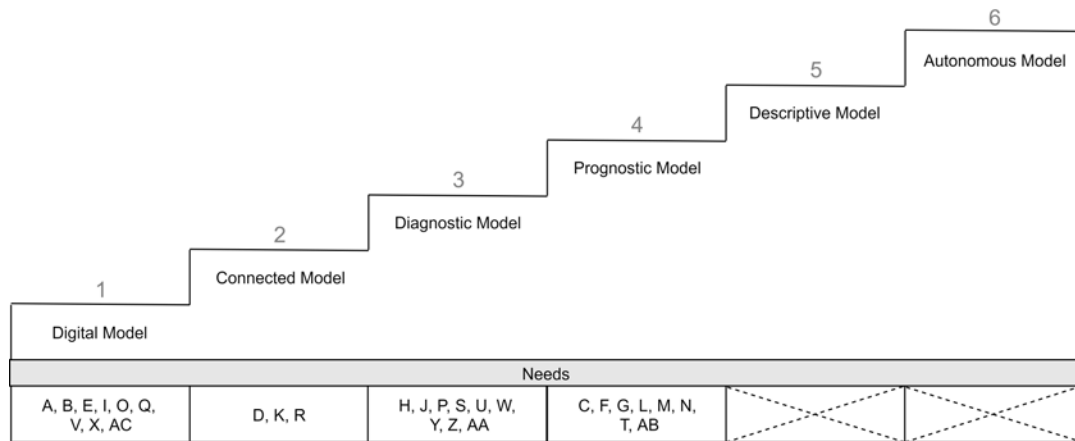 6
Autonomous Model
5
Descriptive Model
4
Prognostic Model
3
Diagnostic Model
2
Connected Model
1
Digital Model
Needs
A, B, E, I, O, Q,
V, X, AC
D, K, R
H, J, P, S, U, W,
Y, Z, AA
C, F, G, L, M, N,
T, AB